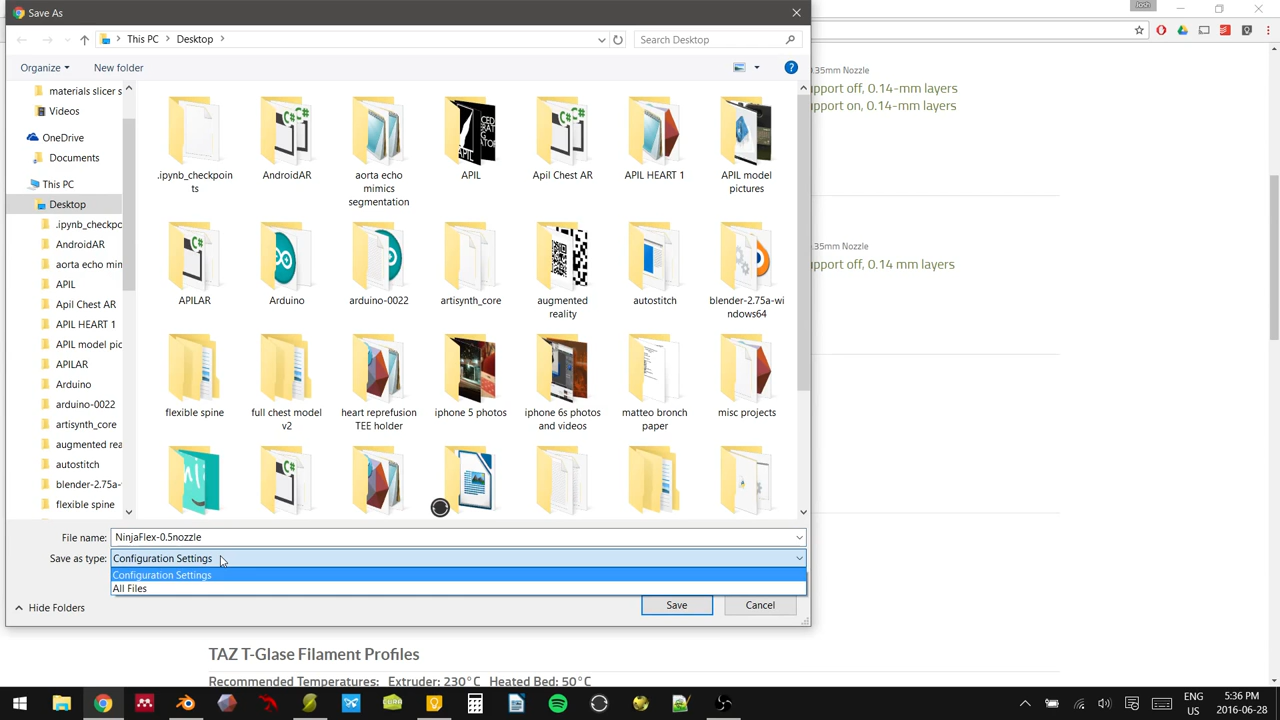 Save As
Josh
This PC
Desktop
Search Desktop
Organize
New folder
materials slicer s
Videos
OneDrive
Documents
This PC
Desktop
.ipynb_checkpc
AndroidAR
aorta echo min
APIL
Apil Chest AR
APIL HEART 1
APIL model pic
APILAR
Arduino
arduino-0022
artisynth_core
augmented rea
autostitch
blender-2.75a-
flexible spine
.ipynb_checkpoin
ts
AndroidAR
aorta echo
mimics
segmentation
APIL
Apil Chest AR
APIL HEART 1
APIL model
pictures
APILAR
Arduino
arduino-0022
artisynth_core
augmented
reality
autostitch
blender-2.75a-wi
ndows64
flexible spine
full chest model
v2
heart reprefusion
TEE holder
iphone 5 photos
iphone 6s photos
and videos
matteo bronch
paper
misc projects
File name:
NinjaFlex-0.5nozzle
Save as type:
Configuration Settings
Configuration Settings
All Files
Hide Folders
Save
Cancel
0.35mm Nozzle
upport off, 0.14-mm layers
upport on, 0.14-mm layers
.35mm Nozzle
upport off, 0.14 mm layers
TAZ T-Glase Filament Profiles
Recommended Temperatures: Extruder: 230°C Heated Bed: 50°C
ENG
US
5:36 PM
2016-06-28